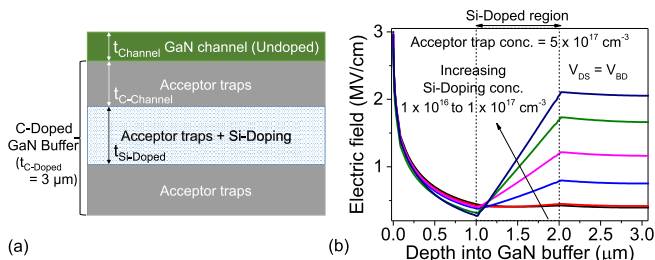 t_Channel GaN channel (Undoped)
Acceptor traps
t_C-Channel
C-Doped
GaN Buffer
(t_C-Doped
= 3 μm)
Acceptor traps + Si-Doping
t_Si-Doped
Acceptor traps
(a)
Si-Doped region
Acceptor trap conc. = 5 x 10^17 cm^-3
Increasing
Si-Doping conc.
1 x 10^16 to 1 x 10^17 cm^-3
V_DS = V_BD
Electric field (MV/cm)
3
2
1
0.0 0.5 1.0 1.5 2.0 2.5 3.0
Depth into GaN buffer (μm)
(b)